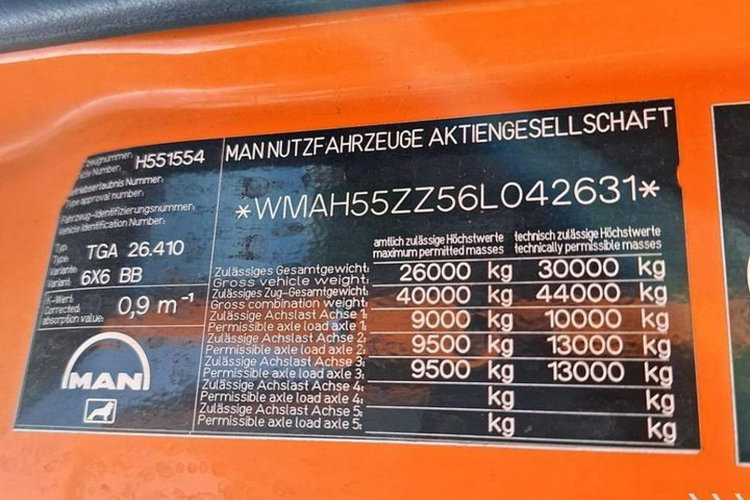 MAN NUTZFAHRZEUGE AKTIENGESELLSCHAFT
zeugnummer: H551554
cle Number:
triebserlaubnis Nummer:
Type approval number:
Fahrzeug-Identifizierungsnummer:
Vehicle Identification Number:
Typ: TGA 26.410
Type:
Variante: 6X6 BB
Variant:
K-Wert: 0,9 m⁻¹
Corrected
absorption value:
MAN
*WMAH55ZZ56L042631*
amtlich zulässige Höchstwerte technisch zulässige Höchstwerte
maximum permitted masses technically permissible masses
Zulässiges Gesamtgewicht: 26000 kg 30000 kg
Gross vehicle weight:
Zulässiges Zug-Gesamtgewicht: 40000 kg 44000 kg
Gross combination weight:
Zulässige Achslast Achse 1: 9000 kg 10000 kg
Permissible axle load axle 1:
Zulässige Achslast Achse 2: 9500 kg 13000 kg
Permissible axle load axle 2:
Zulässige Achslast Achse 3: 9500 kg 13000 kg
Permissible axle load axle 3:
Zulässige Achslast Achse 4: kg kg
Permissible axle load axle 4:
Zulässige Achslast Achse 5: kg kg
Permissible axle load axle 5: